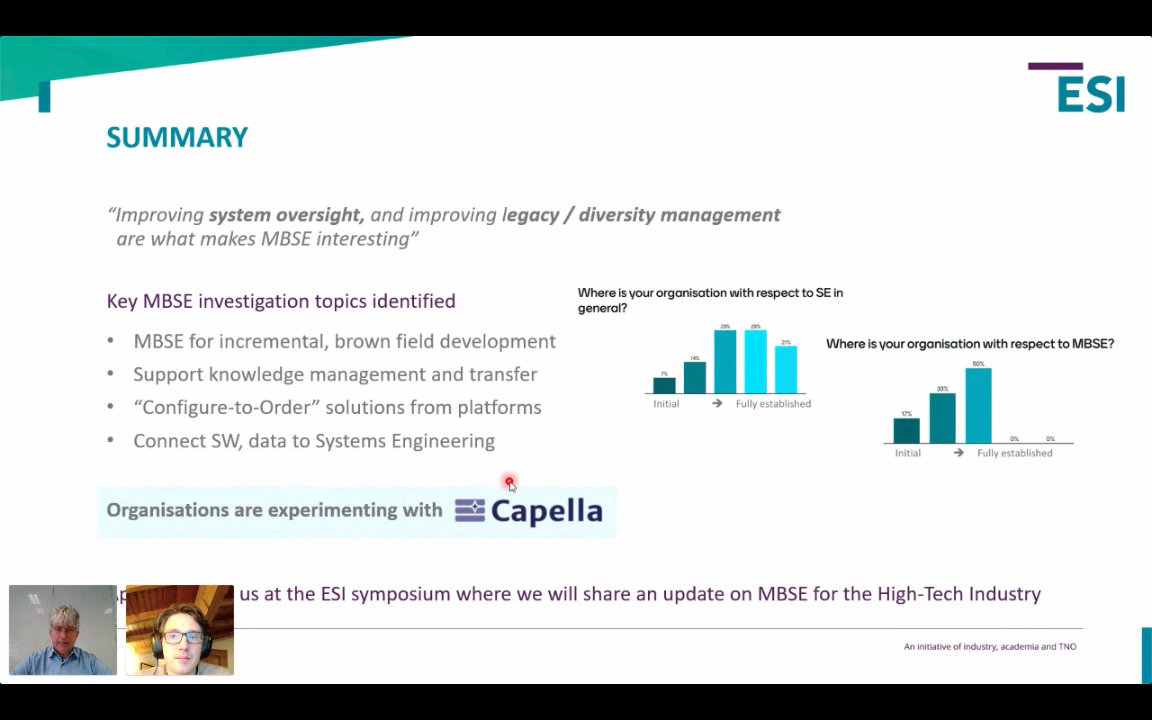 ESI
SUMMARY
“Improving system oversight, and improving legacy / diversity management
are what makes MBSE interesting”
Key MBSE investigation topics identified
• MBSE for incremental, brown field development
• Support knowledge management and transfer
• “Configure-to-Order” solutions from platforms
• Connect SW, data to Systems Engineering
Where is your organisation with respect to SE in
general?
7%
14%
29%
29%
21%
Initial → Fully established
Where is your organisation with respect to MBSE?
17%
33%
50%
0%
0%
Initial → Fully established
Organisations are experimenting with Capella
us at the ESI symposium where we will share an update on MBSE for the High-Tech Industry
An initiative of industry, academia and TNO